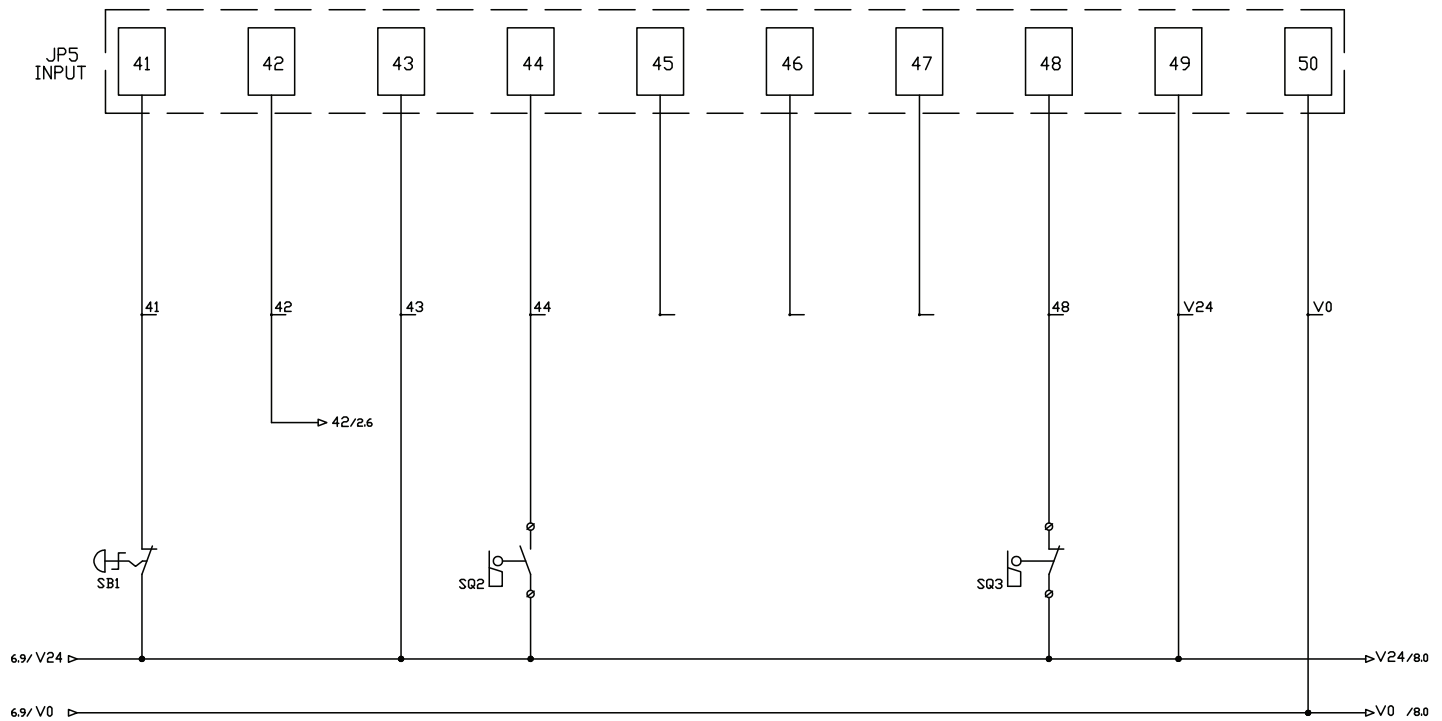 JP5
INPUT
41 42 43 44 45 46 47 48 49 50
41 42 43 44 48 V24 V0
42/2.6
SB1 SQ2 SQ3
6.9/ V24 V24/8.0
6.9/ V0 V0 /8.0